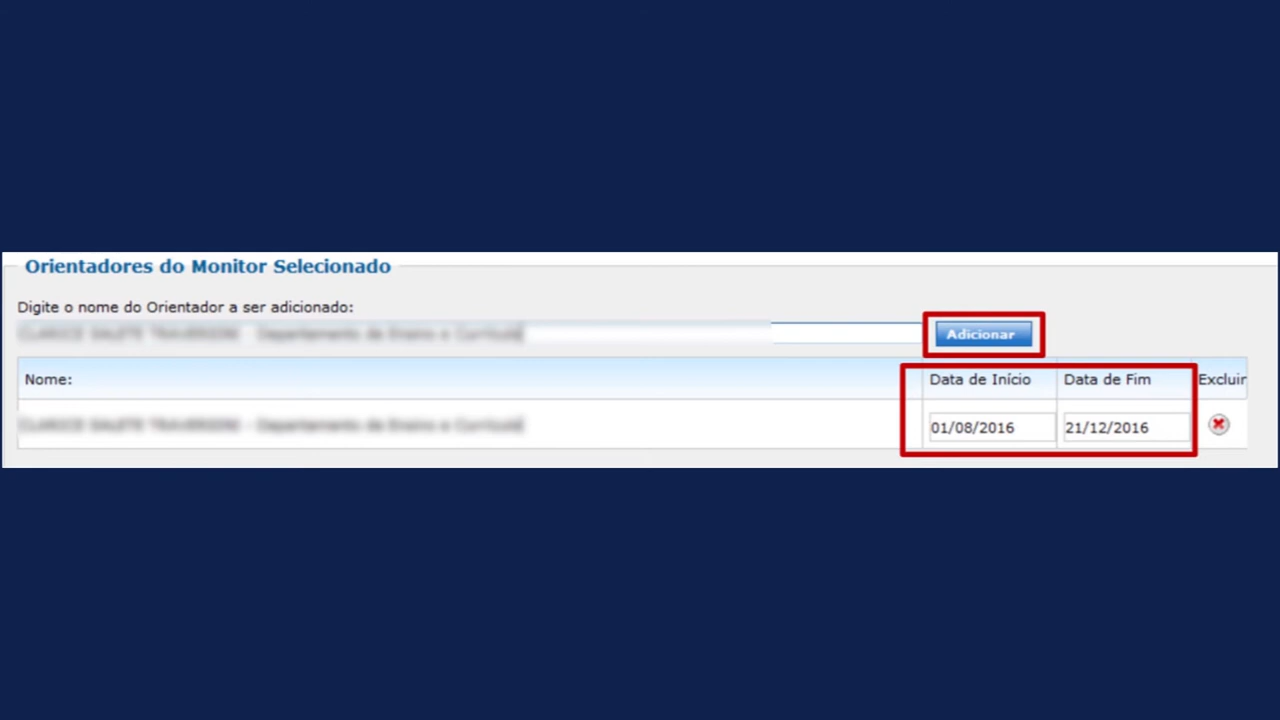 Orientadores do Monitor Selecionado
Digite o nome do Orientador a ser adicionado:
Adicionar
Nome: Data de Início Data de Fim Excluir
01/08/2016 21/12/2016